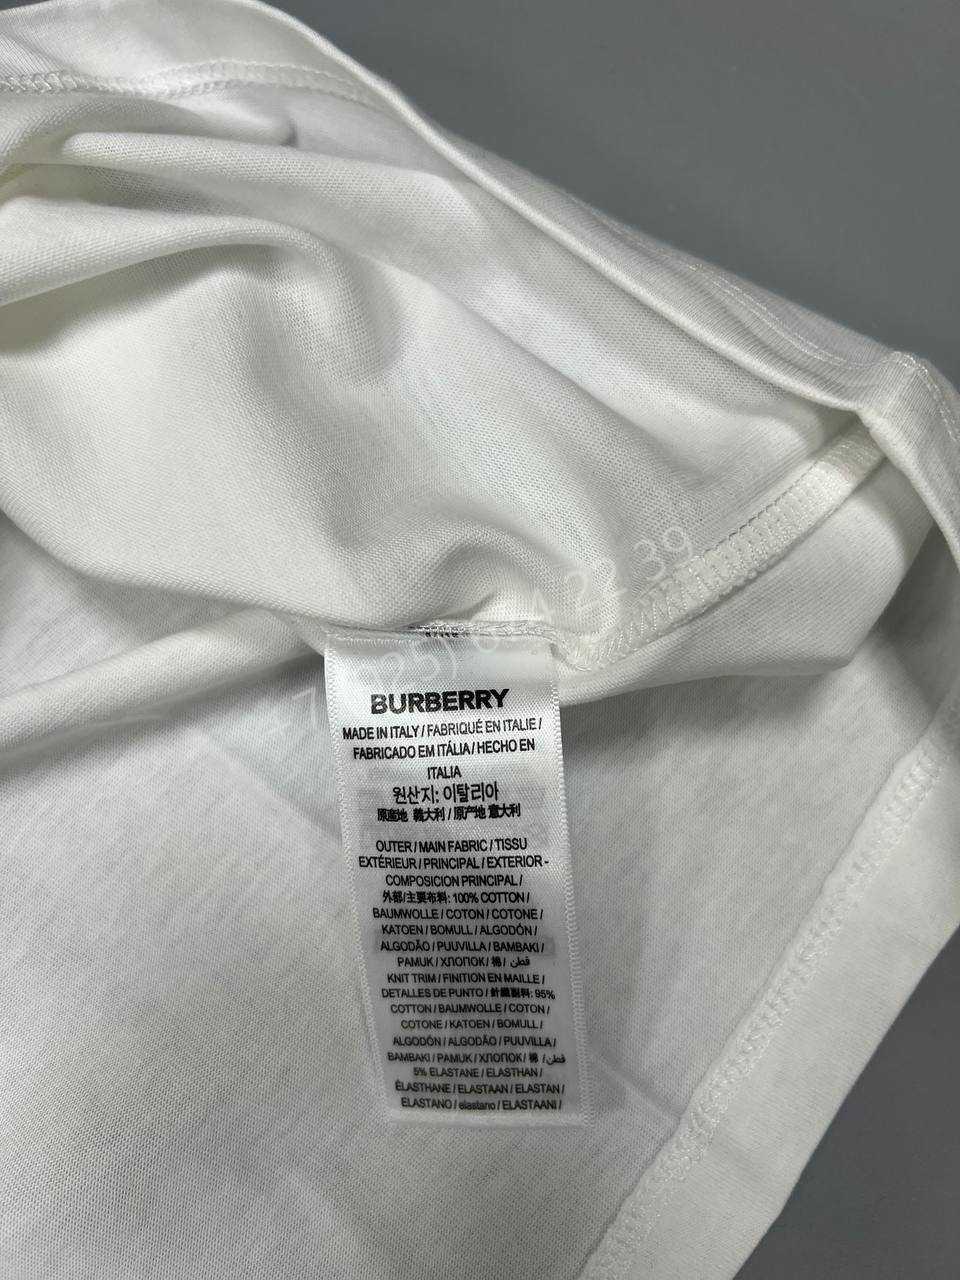 BURBERRY
MADE IN ITALY / FABRIQUÉ EN ITALIE /
FABRICADO EM ITÁLIA / HECHO EN
ITALIA
원산지: 이탈리아
原產地 義大利 / 原产地 意大利
OUTER / MAIN FABRIC / TISSU
EXTÉRIEUR / PRINCIPAL / EXTERIOR -
COMPOSICION PRINCIPAL /
外部/主要布料: 100% COTTON /
BAUMWOLLE / COTON / COTONE /
KATOEN / BOMULL / ALGODÓN /
ALGODÃO / PUUVILLA / BAMBAKI /
PAMUK / ХЛОПОК / 棉 / قطن
KNIT TRIM / FINITION EN MAILLE /
DETALLES DE PUNTO / 針織副料: 95%
COTTON / BAUMWOLLE / COTON /
COTONE / KATOEN / BOMULL /
ALGODÓN / ALGODÃO / PUUVILLA /
BAMBAKI / PAMUK / ХЛОПОК / 棉 / قطن /
5% ELASTANE / ELASTHAN /
ÉLASTHANE / ELASTAAN / ELASTAN /
ELASTANO / elastano / ELASTAANI /